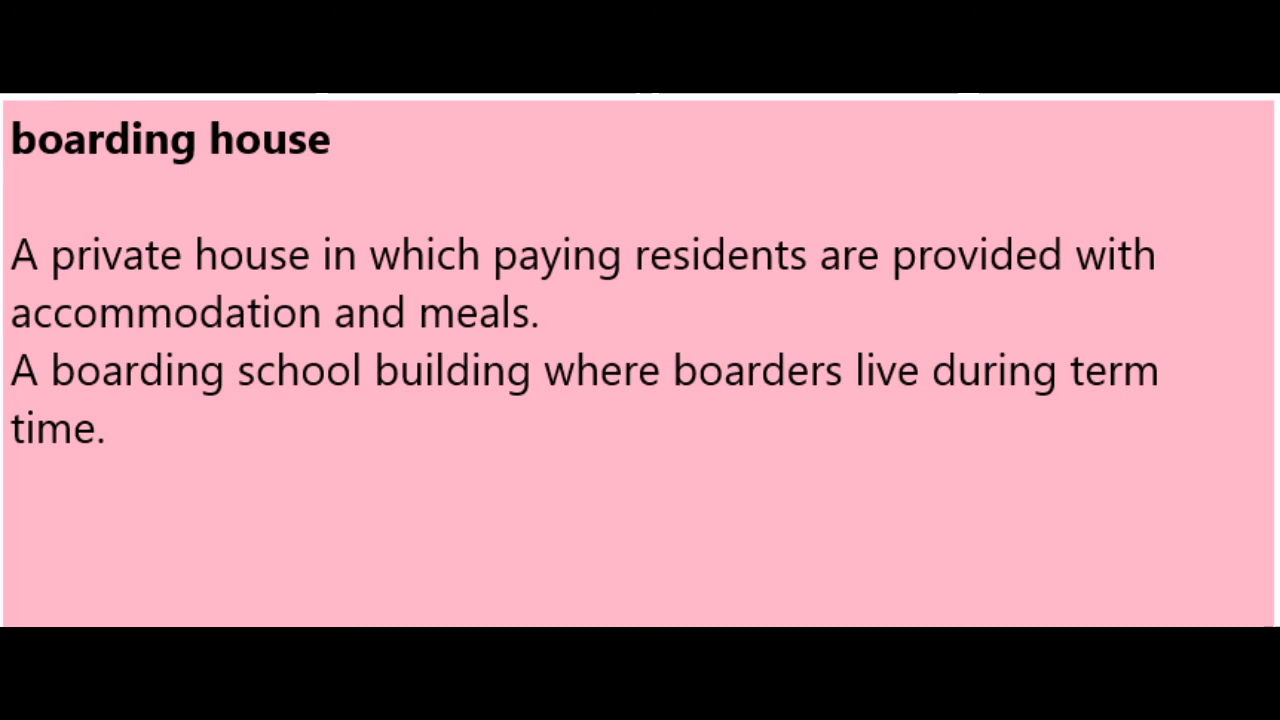 boarding house
A private house in which paying residents are provided with
accommodation and meals.
A boarding school building where boarders live during term
time.